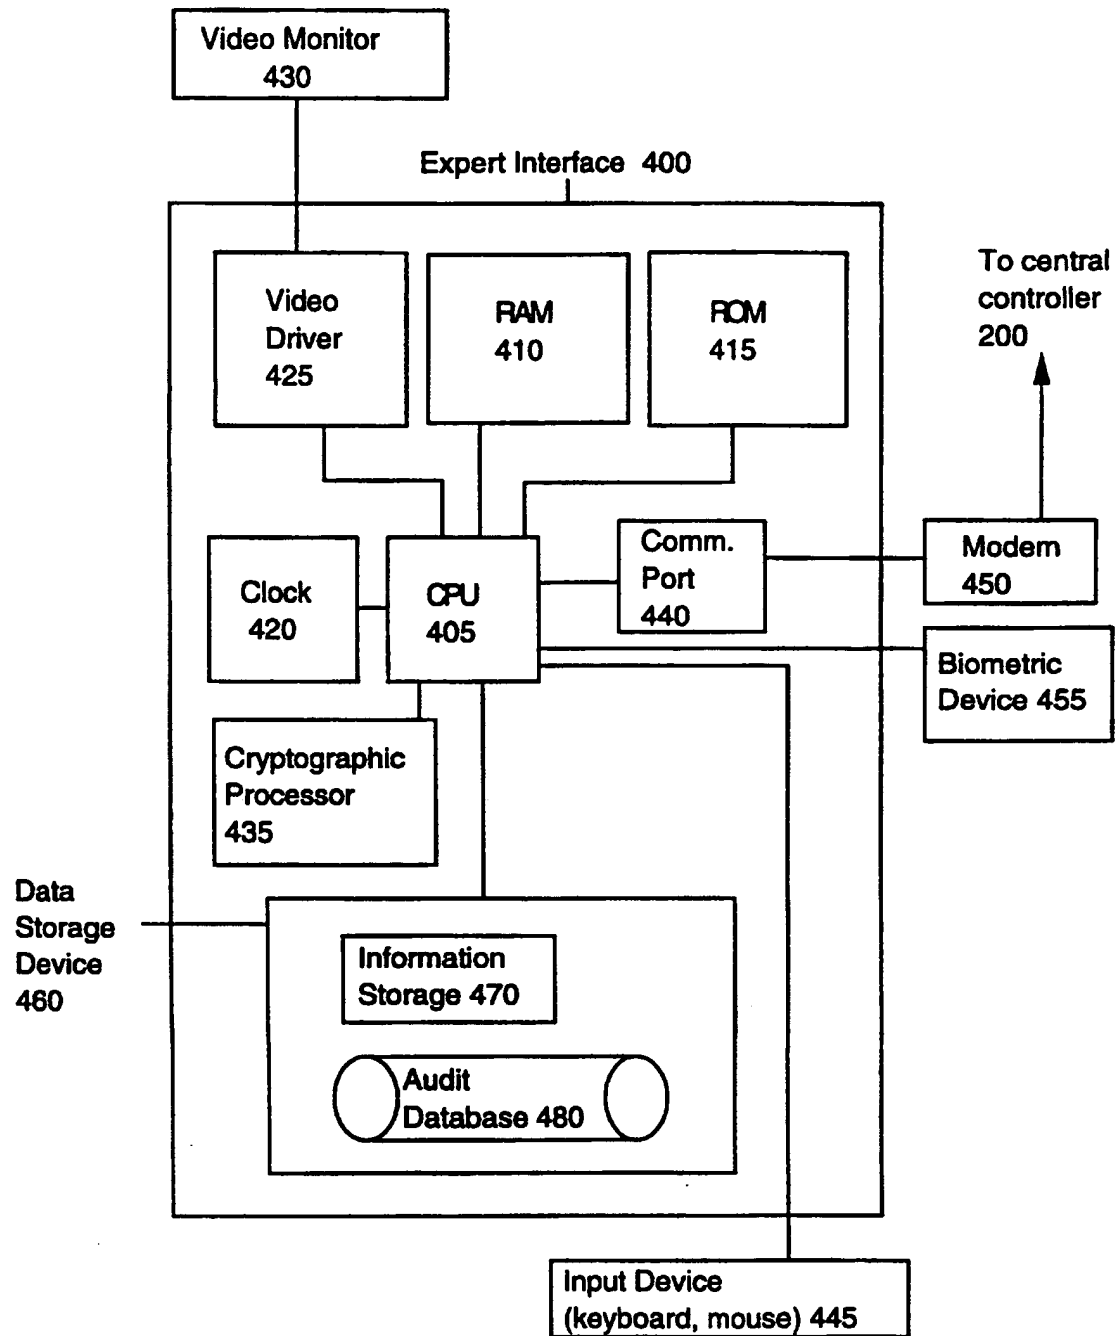 Video Monitor
430
Expert Interface 400
Video
Driver
425
RAM
410
ROM
415
To central
controller
200
Clock
420
CPU
405
Comm.
Port
440
Modem
450
Biometric
Device 455
Cryptographic
Processor
435
Data
Storage
Device
460
Information
Storage 470
Audit
Database 480
Input Device
(keyboard, mouse) 445